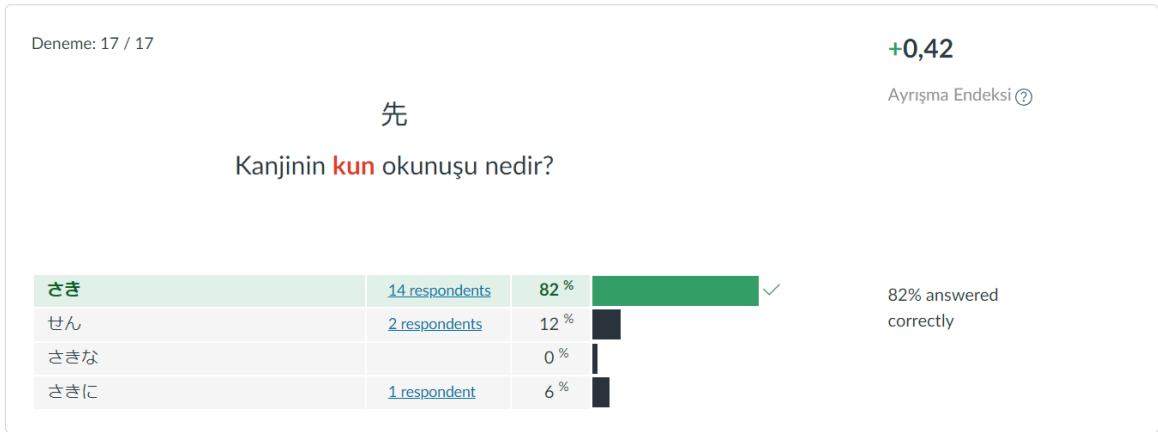 Deneme: 17 / 17
+0,42
Ayrışma Endeksi ?
先
Kanjinin kun okunuşu nedir?
さき 14 respondents 82 %
せん 2 respondents 12 %
さきな 0 %
さきに 1 respondent 6 %
82% answered
correctly